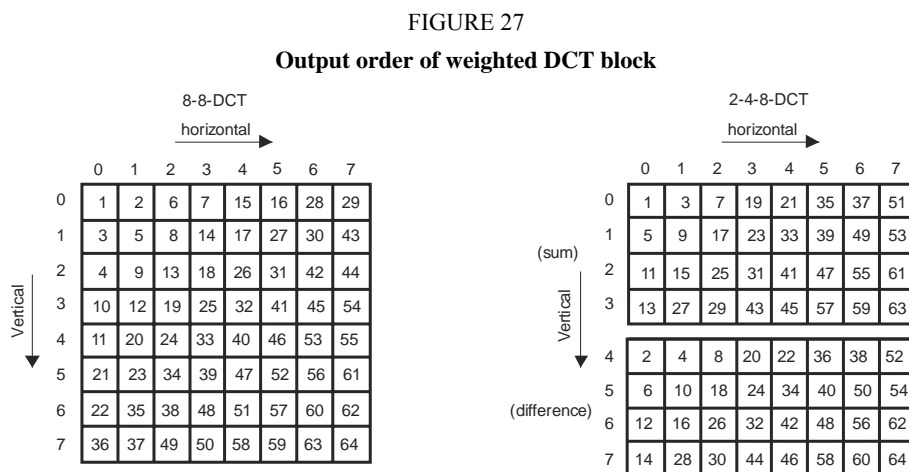 FIGURE 27
Output order of weighted DCT block
8-8-DCT
horizontal
0 1 2 3 4 5 6 7
0 1 2 6 7 15 16 28 29
1 3 5 8 14 17 27 30 43
2 4 9 13 18 26 31 42 44
3 10 12 19 25 32 41 45 54
4 11 20 24 33 40 46 53 55
5 21 23 34 39 47 52 56 61
6 22 35 38 48 51 57 60 62
7 36 37 49 50 58 59 63 64
Vertical
2-4-8-DCT
horizontal
0 1 2 3 4 5 6 7
0 1 3 7 19 21 35 37 51
1 5 9 17 23 33 39 49 53
(sum)
2 11 15 25 31 41 47 55 61
3 13 27 29 43 45 57 59 63
Vertical
4 2 4 8 20 22 36 38 52
5 6 10 18 24 34 40 50 54
(difference)
6 12 16 26 32 42 48 56 62
7 14 28 30 44 46 58 60 64